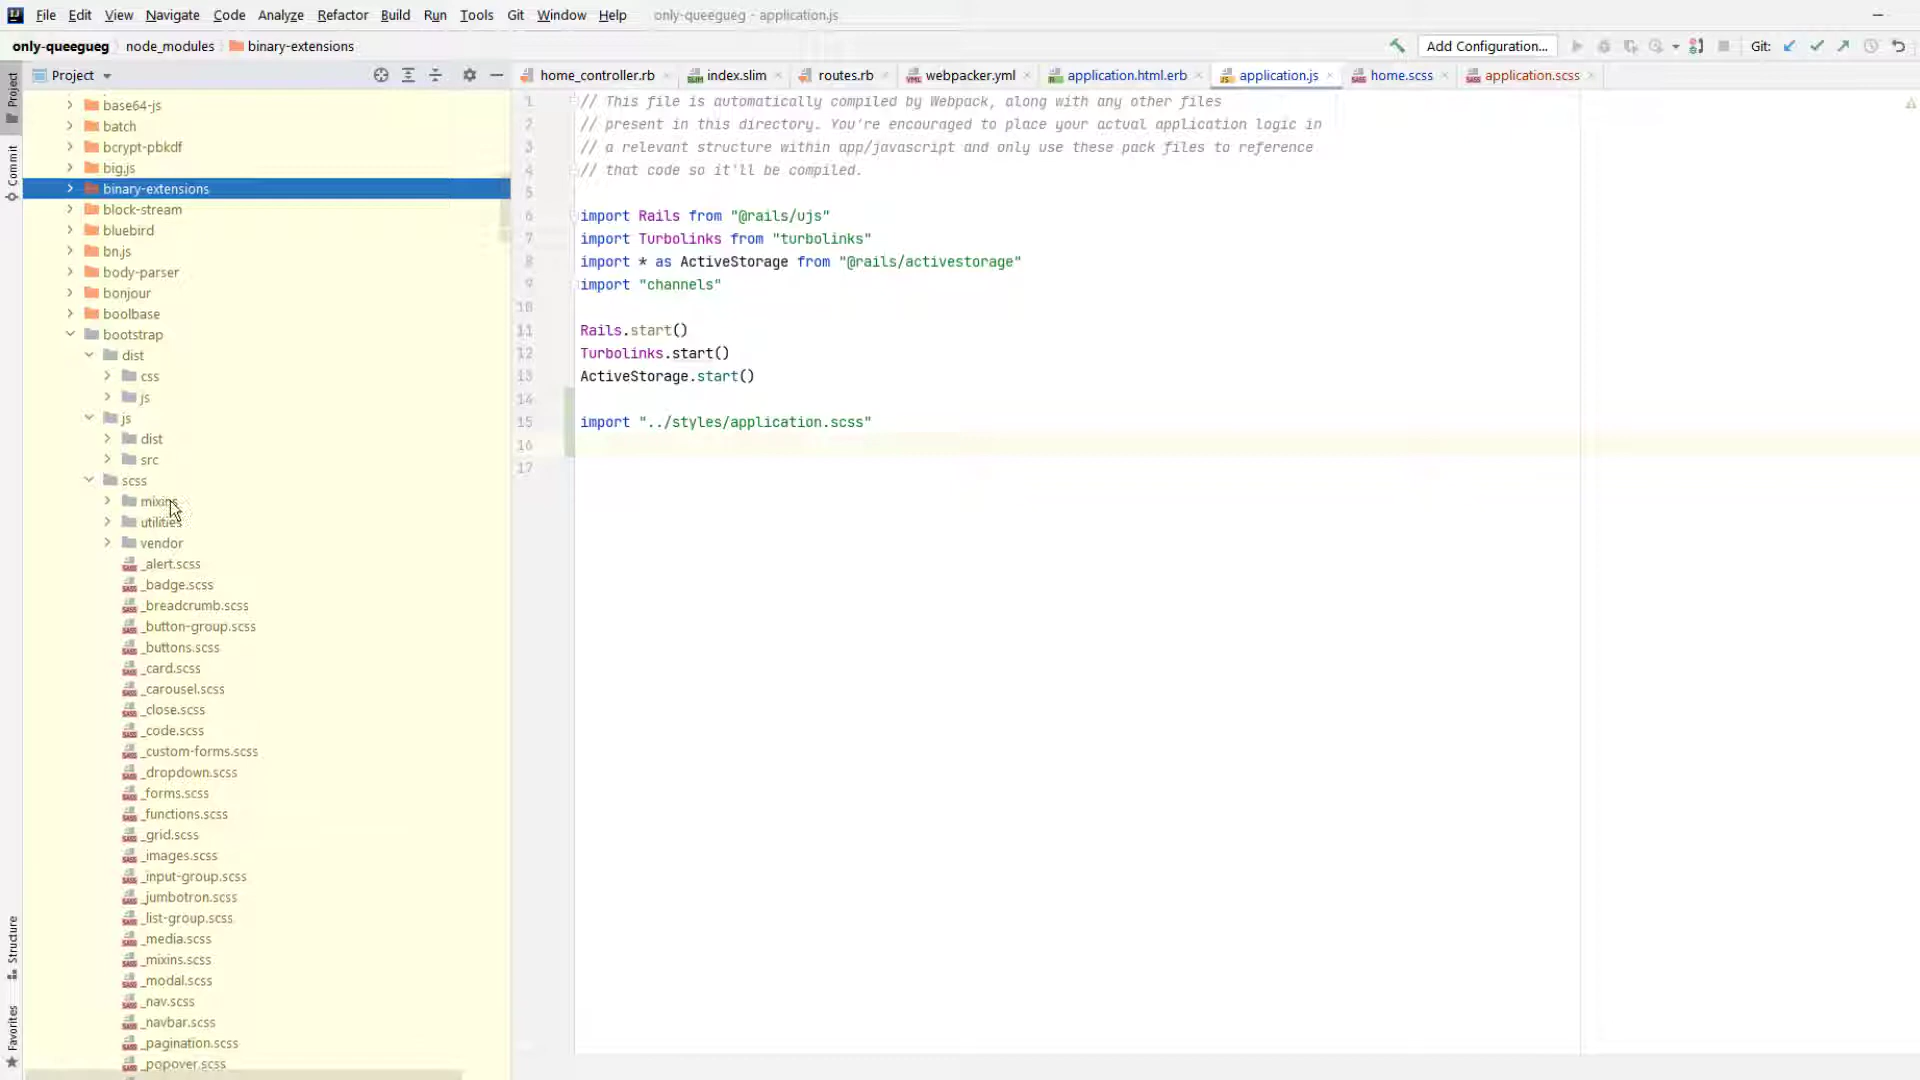 File Edit View Navigate Code Analyze Refactor Build Run Tools Git Window Help only-queegueg - application.js
only-queegueg node_modules binary-extensions Add Configuration... Git:
Project
home_controller.rb index.slim routes.rb webpacker.yml application.html.erb application.js home.scss application.scss
Project
Commit
Structure
Favorites
base64-js
batch
bcrypt-pbkdf
big.js
binary-extensions
block-stream
bluebird
bn.js
body-parser
bonjour
boolbase
bootstrap
dist
css
js
js
dist
src
scss
mixins
utilities
vendor
_alert.scss
_badge.scss
_breadcrumb.scss
_button-group.scss
_buttons.scss
_card.scss
_carousel.scss
_close.scss
_code.scss
_custom-forms.scss
_dropdown.scss
_forms.scss
_functions.scss
_grid.scss
_images.scss
_input-group.scss
_jumbotron.scss
_list-group.scss
_media.scss
_mixins.scss
_modal.scss
_nav.scss
_navbar.scss
_pagination.scss
_popover.scss
1 // This file is automatically compiled by Webpack, along with any other files
2 // present in this directory. You're encouraged to place your actual application logic in
3 // a relevant structure within app/javascript and only use these pack files to reference
4 // that code so it'll be compiled.
5
6 import Rails from "@rails/ujs"
7 import Turbolinks from "turbolinks"
8 import * as ActiveStorage from "@rails/activestorage"
9 import "channels"
10
11 Rails.start()
12 Turbolinks.start()
13 ActiveStorage.start()
14
15 import "../styles/application.scss"
16
17